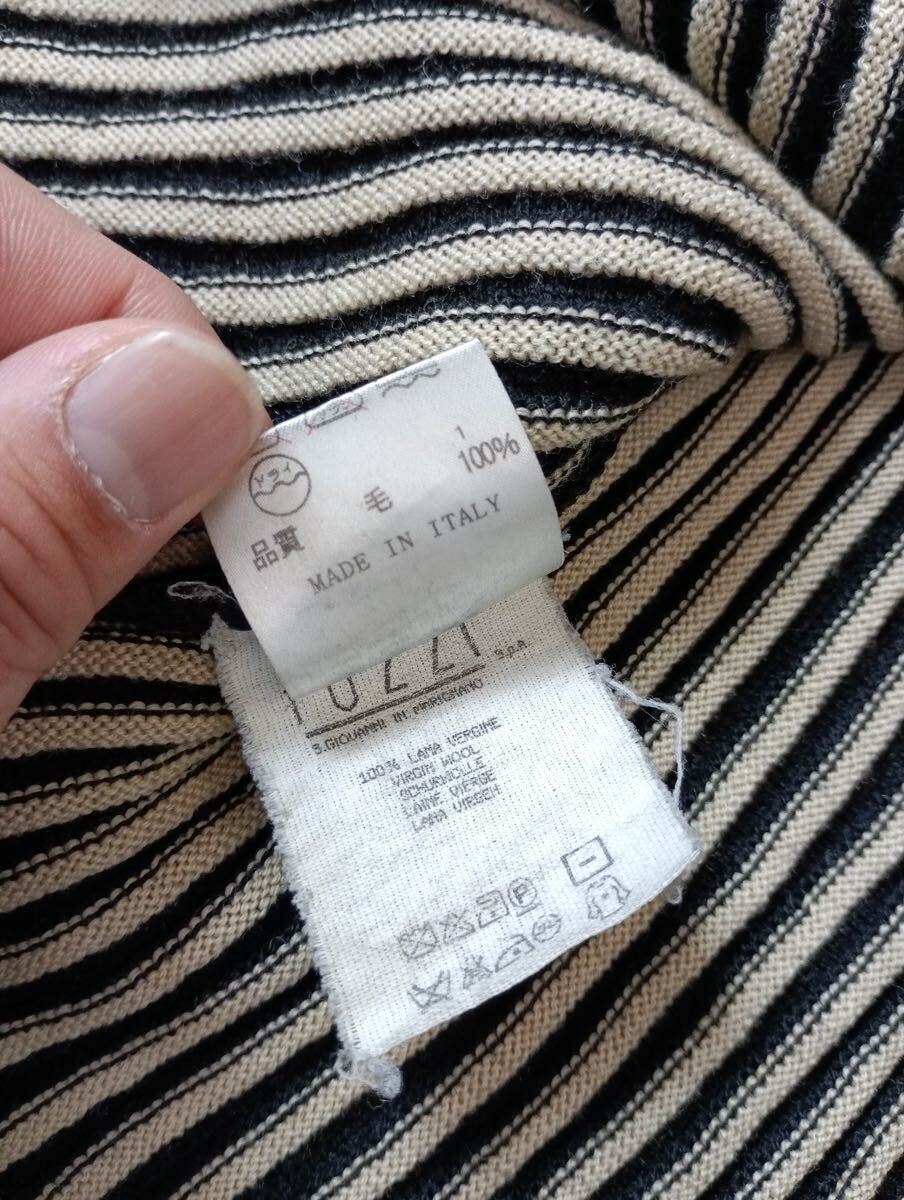 ドライ
1
品質 毛 100%
MADE IN ITALY
S.p.A.
S.GIOVANNI IN MARIGNANO
100% LANA VERGINE
VIRGIN WOOL
SCHURWOLLE
LAINE VIERGE
LANA VIRGEN
P